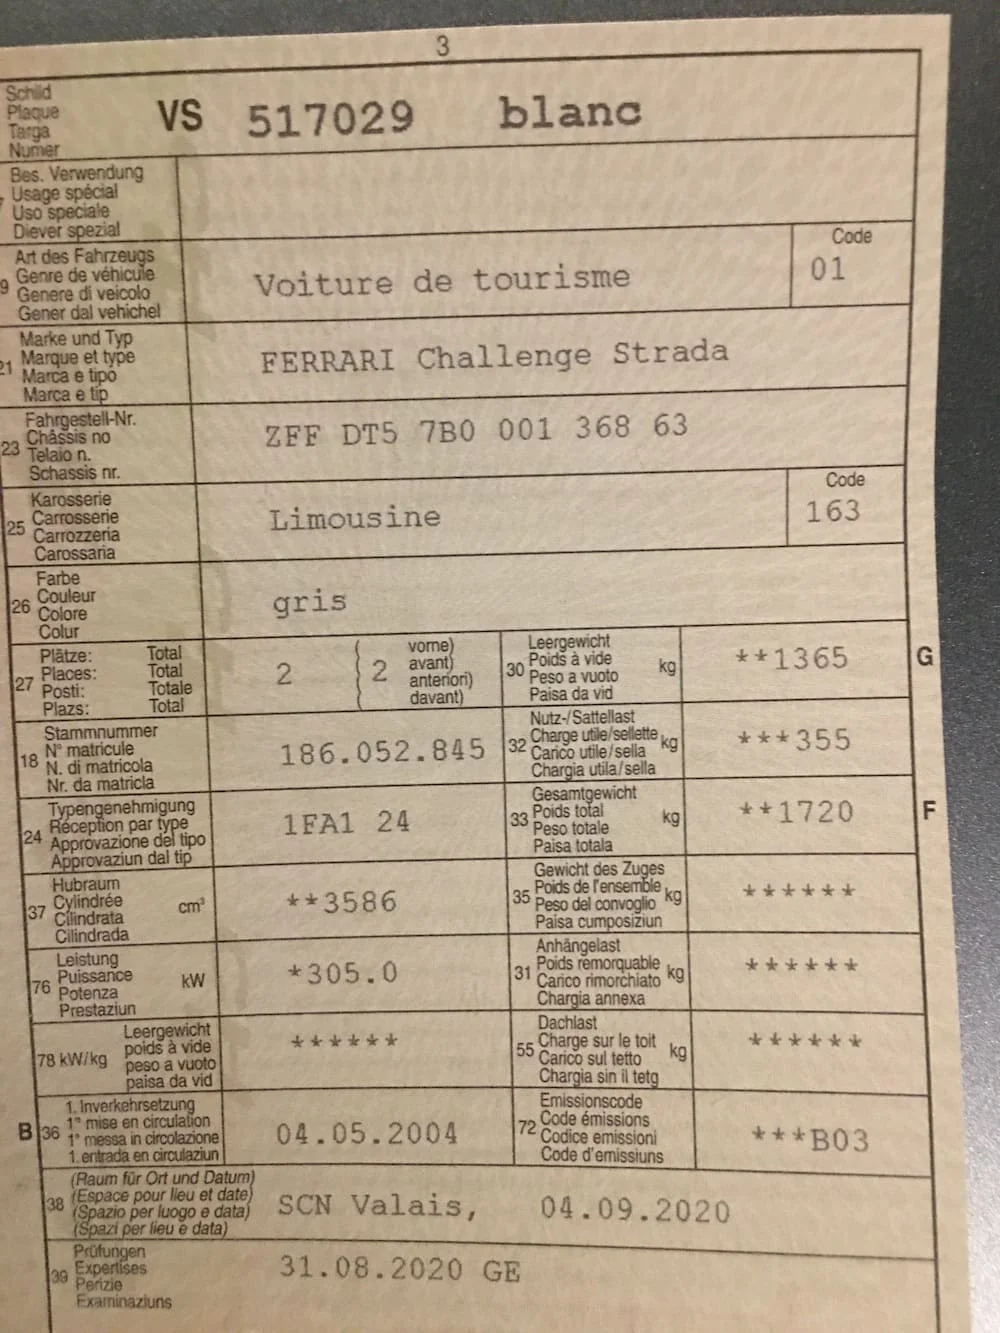 3
Schild
Plaque
Targa
Numer
VS 517029 blanc
Bes. Verwendung
Usage spécial
Uso speciale
Diever spezial
9
Art des Fahrzeugs
Genre de véhicule
Genere di veicolo
Gener dal vehichel
Voiture de tourisme
Code
01
21
Marke und Typ
Marque et type
Marca e tipo
Marca e tip
FERRARI Challenge Strada
23
Fahrgestell-Nr.
Châssis no
Telaio n.
Schassis nr.
ZFF DT5 7B0 001 368 63
25
Karosserie
Carrosserie
Carrozzeria
Carossaria
Limousine
Code
163
26
Farbe
Couleur
Colore
Colur
gris
27
Plätze: Total
Places: Total
Posti: Totale
Plazs: Total
2
( 2 vorne)
avant)
anteriori)
( davant)
30
Leergewicht
Poids à vide
Peso a vuoto
Paisa da vid
kg
**1365
G
18
Stammnummer
N° matricule
N. di matricola
Nr. da matricla
186.052.845
32
Nutz-/Sattellast
Charge utile/sellette
Carico utile/sella
Chargia utila/sella
kg
***355
24
Typengenehmigung
Réception par type
Approvazione del tipo
Approvaziun dal tip
1FA1 24
33
Gesamtgewicht
Poids total
Peso totale
Paisa totala
kg
**1720
F
37
Hubraum
Cylindrée
Cilindrata
Cilindrada
cm³
**3586
35
Gewicht des Zuges
Poids de l'ensemble
Peso del convoglio
Paisa cumposiziun
kg
******
76
Leistung
Puissance
Potenza
Prestaziun
kW
*305.0
31
Anhängelast
Poids remorquable
Carico rimorchiato
Chargia annexa
kg
******
78 kW/kg
Leergewicht
poids à vide
peso a vuoto
paisa da vid
******
55
Dachlast
Charge sur le toit
Carico sul tetto
Chargia sin il tetg
kg
******
B
36
1. Inverkehrsetzung
1re mise en circulation
1a messa in circolazione
1. entrada en circulaziun
04.05.2004
72
Emissionscode
Code émissions
Codice emissioni
Code d'emissiuns
***B03
38
(Raum für Ort und Datum)
(Espace pour lieu et date)
(Spazio per luogo e data)
(Spazi per lieu e data)
SCN Valais, 04.09.2020
39
Prüfungen
Expertises
Perizie
Examinaziuns
31.08.2020 GE